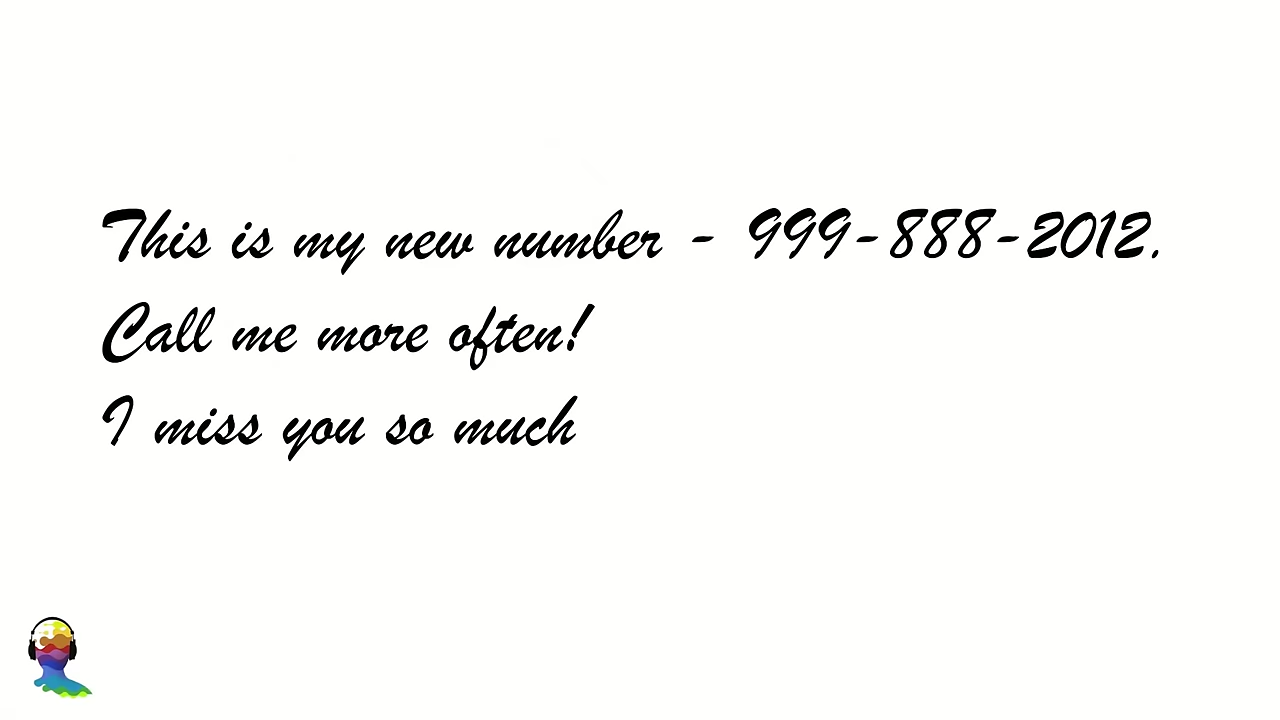 This is my new number - 999-888-2012.
Call me more often!
I miss you so much